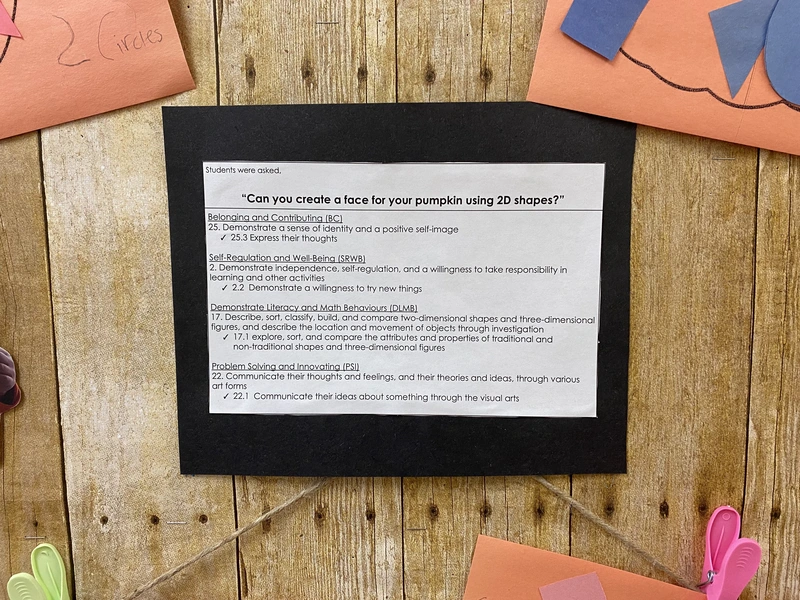 2 Circles
Students were asked,
"Can you create a face for your pumpkin using 2D shapes?"
Belonging and Contributing (BC)
25. Demonstrate a sense of identity and a positive self-image
✓ 25.3 Express their thoughts
Self-Regulation and Well-Being (SRWB)
2. Demonstrate independence, self-regulation, and a willingness to take responsibility in
learning and other activities
✓ 2.2 Demonstrate a willingness to try new things
Demonstrate Literacy and Math Behaviours (DLMB)
17. Describe, sort, classify, build, and compare two-dimensional shapes and three-dimensional
figures, and describe the location and movement of objects through investigation
✓ 17.1 explore, sort, and compare the attributes and properties of traditional and
non-traditional shapes and three-dimensional figures
Problem Solving and Innovating (PSI)
22. Communicate their thoughts and feelings, and their theories and ideas, through various
art forms
✓ 22.1 Communicate their ideas about something through the visual arts